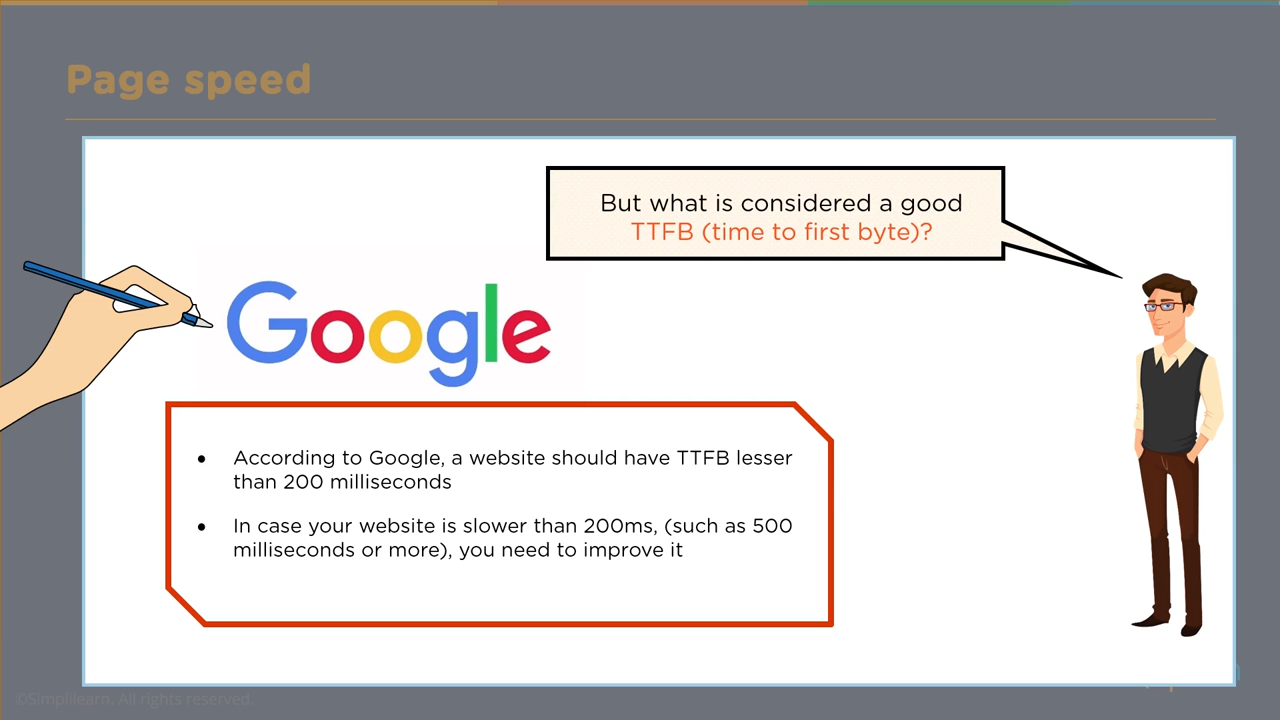 Page speed
But what is considered a good
TTFB (time to first byte)?
Google
● According to Google, a website should have TTFB lesser
than 200 milliseconds
● In case your website is slower than 200ms, (such as 500
milliseconds or more), you need to improve it
©Simplilearn. All rights reserved.